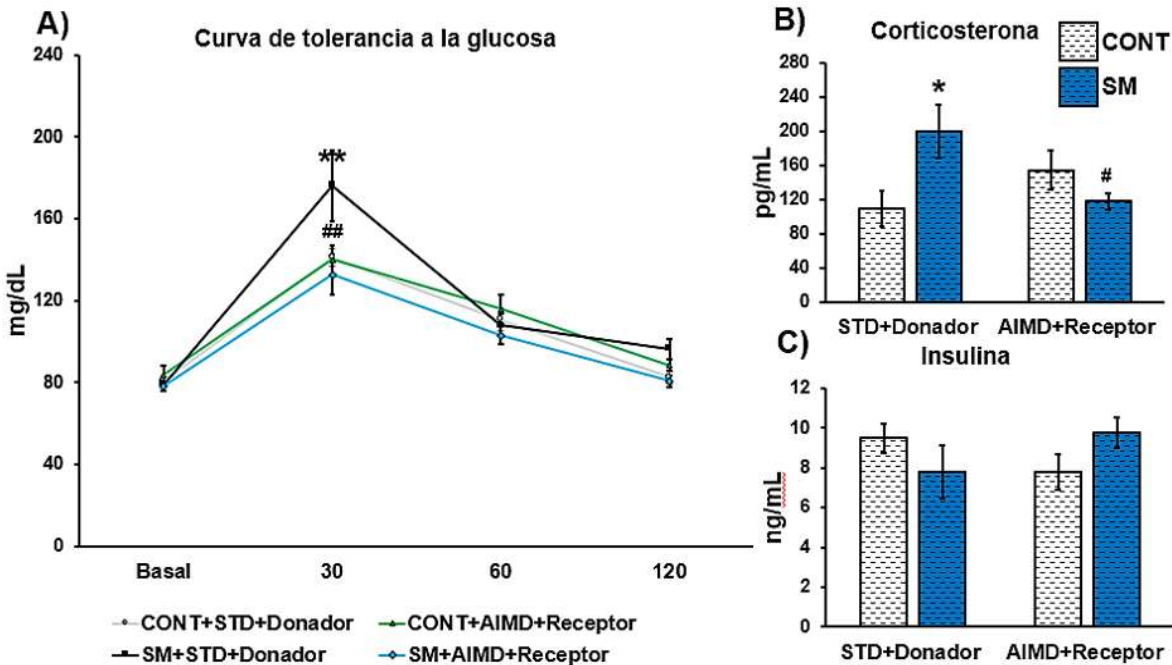 A)
Curva de tolerancia a la glucosa
240
200
160
120
80
40
0
mg/dL
**
##
Basal
30
60
120
CONT+STD+Donador
CONT+AIMD+Receptor
SM+STD+Donador
SM+AIMD+Receptor
B)
Corticosterona
CONT
SM
280
240
200
160
120
80
40
0
pg/mL
*
#
STD+Donador
AIMD+Receptor
C)
Insulina
12
10
8
6
4
2
0
ng/mL
STD+Donador
AIMD+Receptor